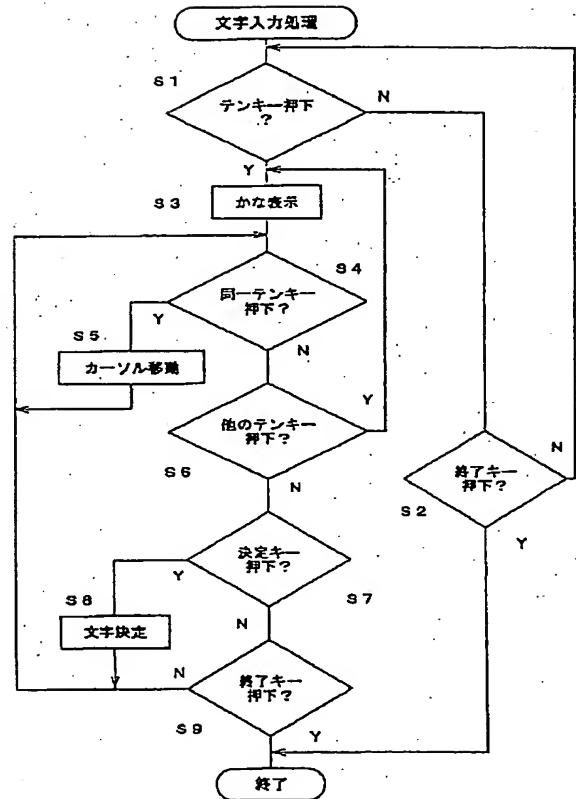 文字入力処理
S1
テンキー押下
?
N
Y
S3
かな表示
S4
同一テンキー
押下?
Y
S5
N
カーソル移動
他のテンキー
押下?
Y
S6
N
終了キー
押下?
N
S2
Y
決定キー
押下?
Y
S7
S8
N
文字決定
終了キー
押下?
N
S9
Y
終了